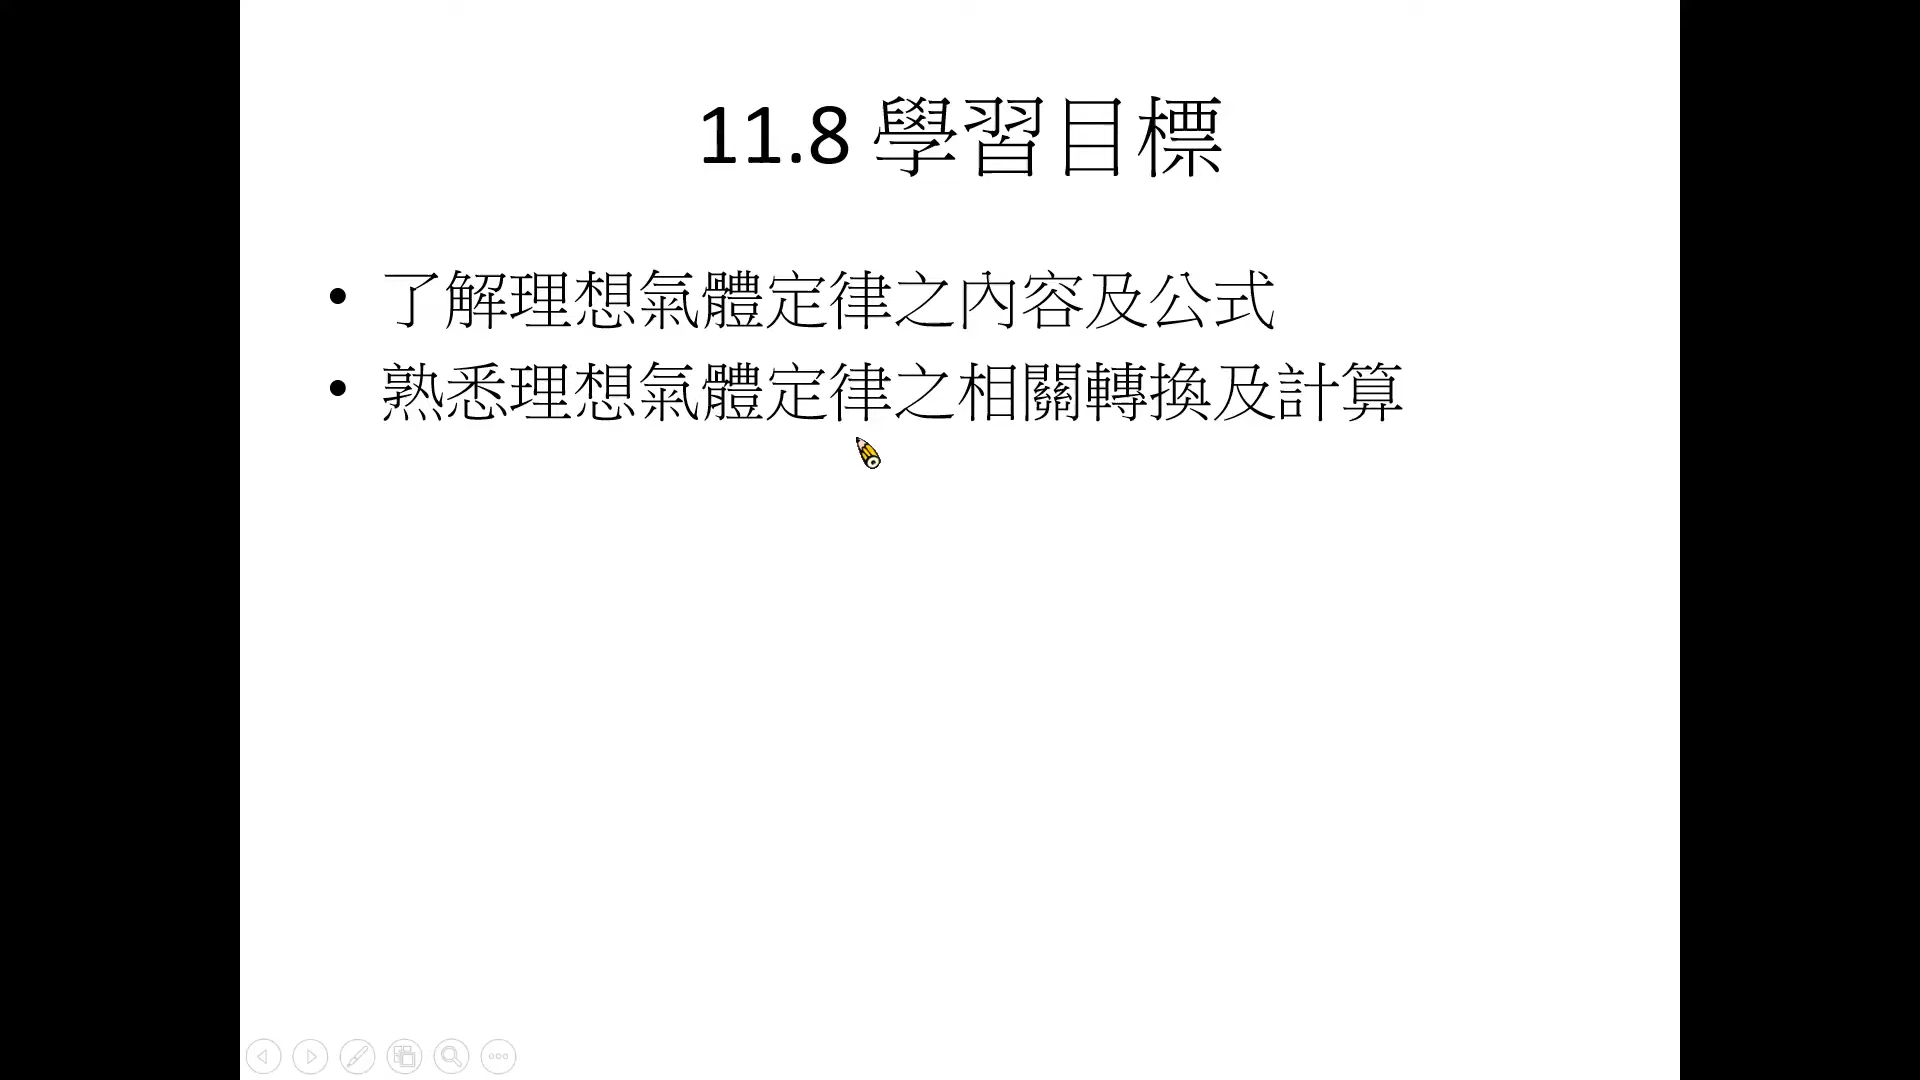 11.8 學習目標
• 了解理想氣體定律之內容及公式
• 熟悉理想氣體定律之相關轉換及計算